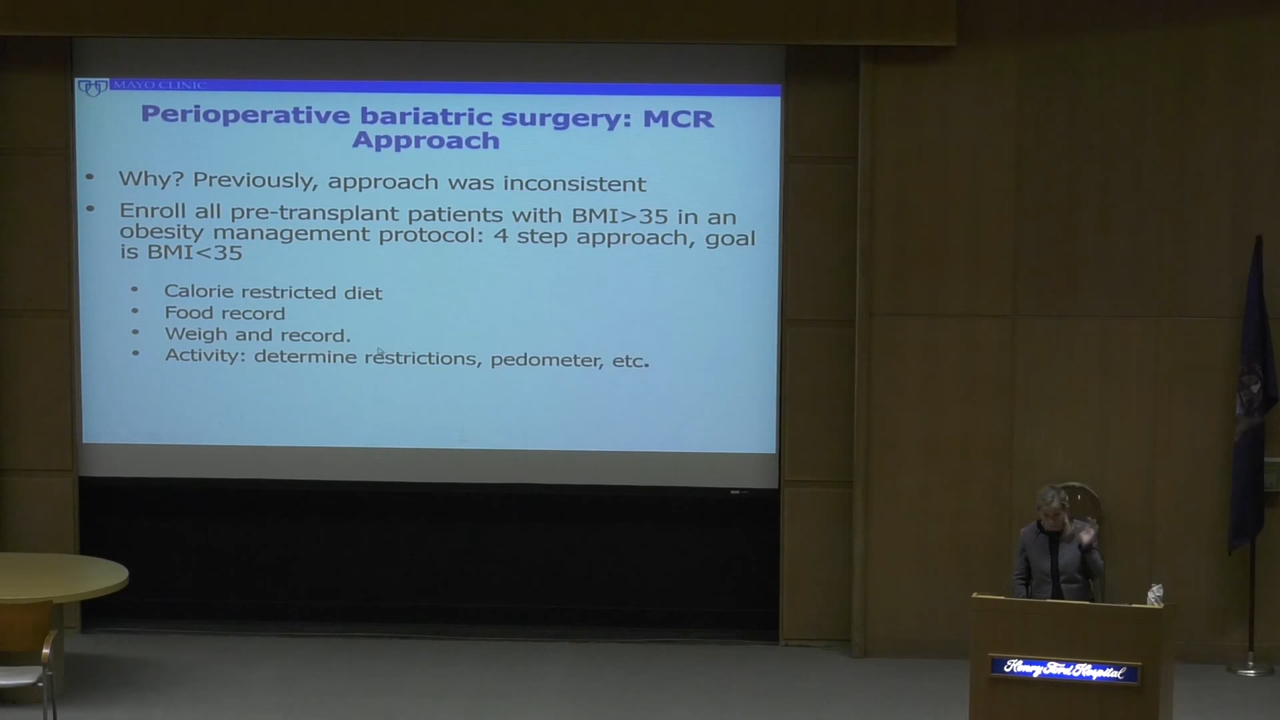 MAYO CLINIC
Perioperative bariatric surgery: MCR
Approach
• Why? Previously, approach was inconsistent
• Enroll all pre-transplant patients with BMI>35 in an
obesity management protocol: 4 step approach, goal
is BMI<35
• Calorie restricted diet
• Food record
• Weigh and record.
• Activity: determine restrictions, pedometer, etc.
Henry Ford Hospital